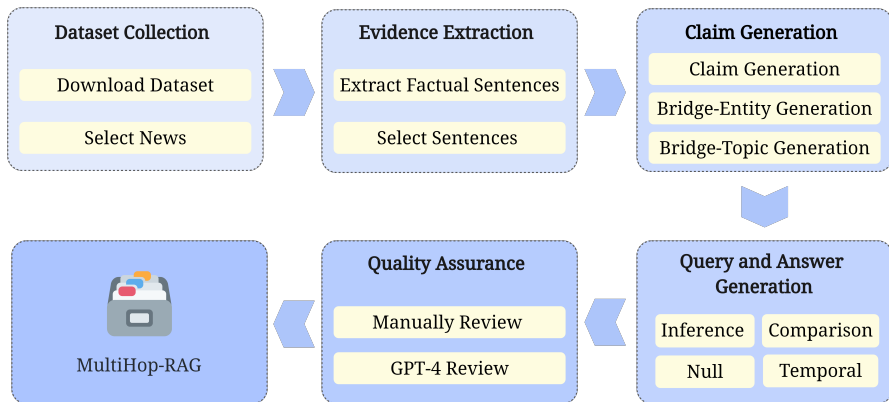 Dataset Collection
Download Dataset
Select News
Evidence Extraction
Extract Factual Sentences
Select Sentences
Claim Generation
Claim Generation
Bridge-Entity Generation
Bridge-Topic Generation
Query and Answer
Generation
Inference
Comparison
Null
Temporal
Quality Assurance
Manually Review
GPT-4 Review
MultiHop-RAG